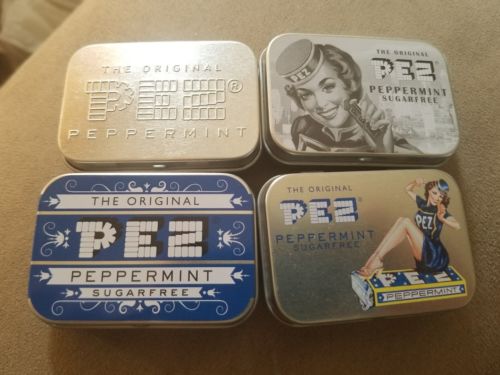 THE ORIGINAL
PEZ®
PEPPERMINT
PEZ
THE ORIGINAL
PEZ®
PEPPERMINT
SUGARFREE
THE ORIGINAL
PEZ
PEPPERMINT
SUGARFREE
THE ORIGINAL
PEZ
PEPPERMINT
SUGARFREE
PEZ
PEZ
PEPPERMINT